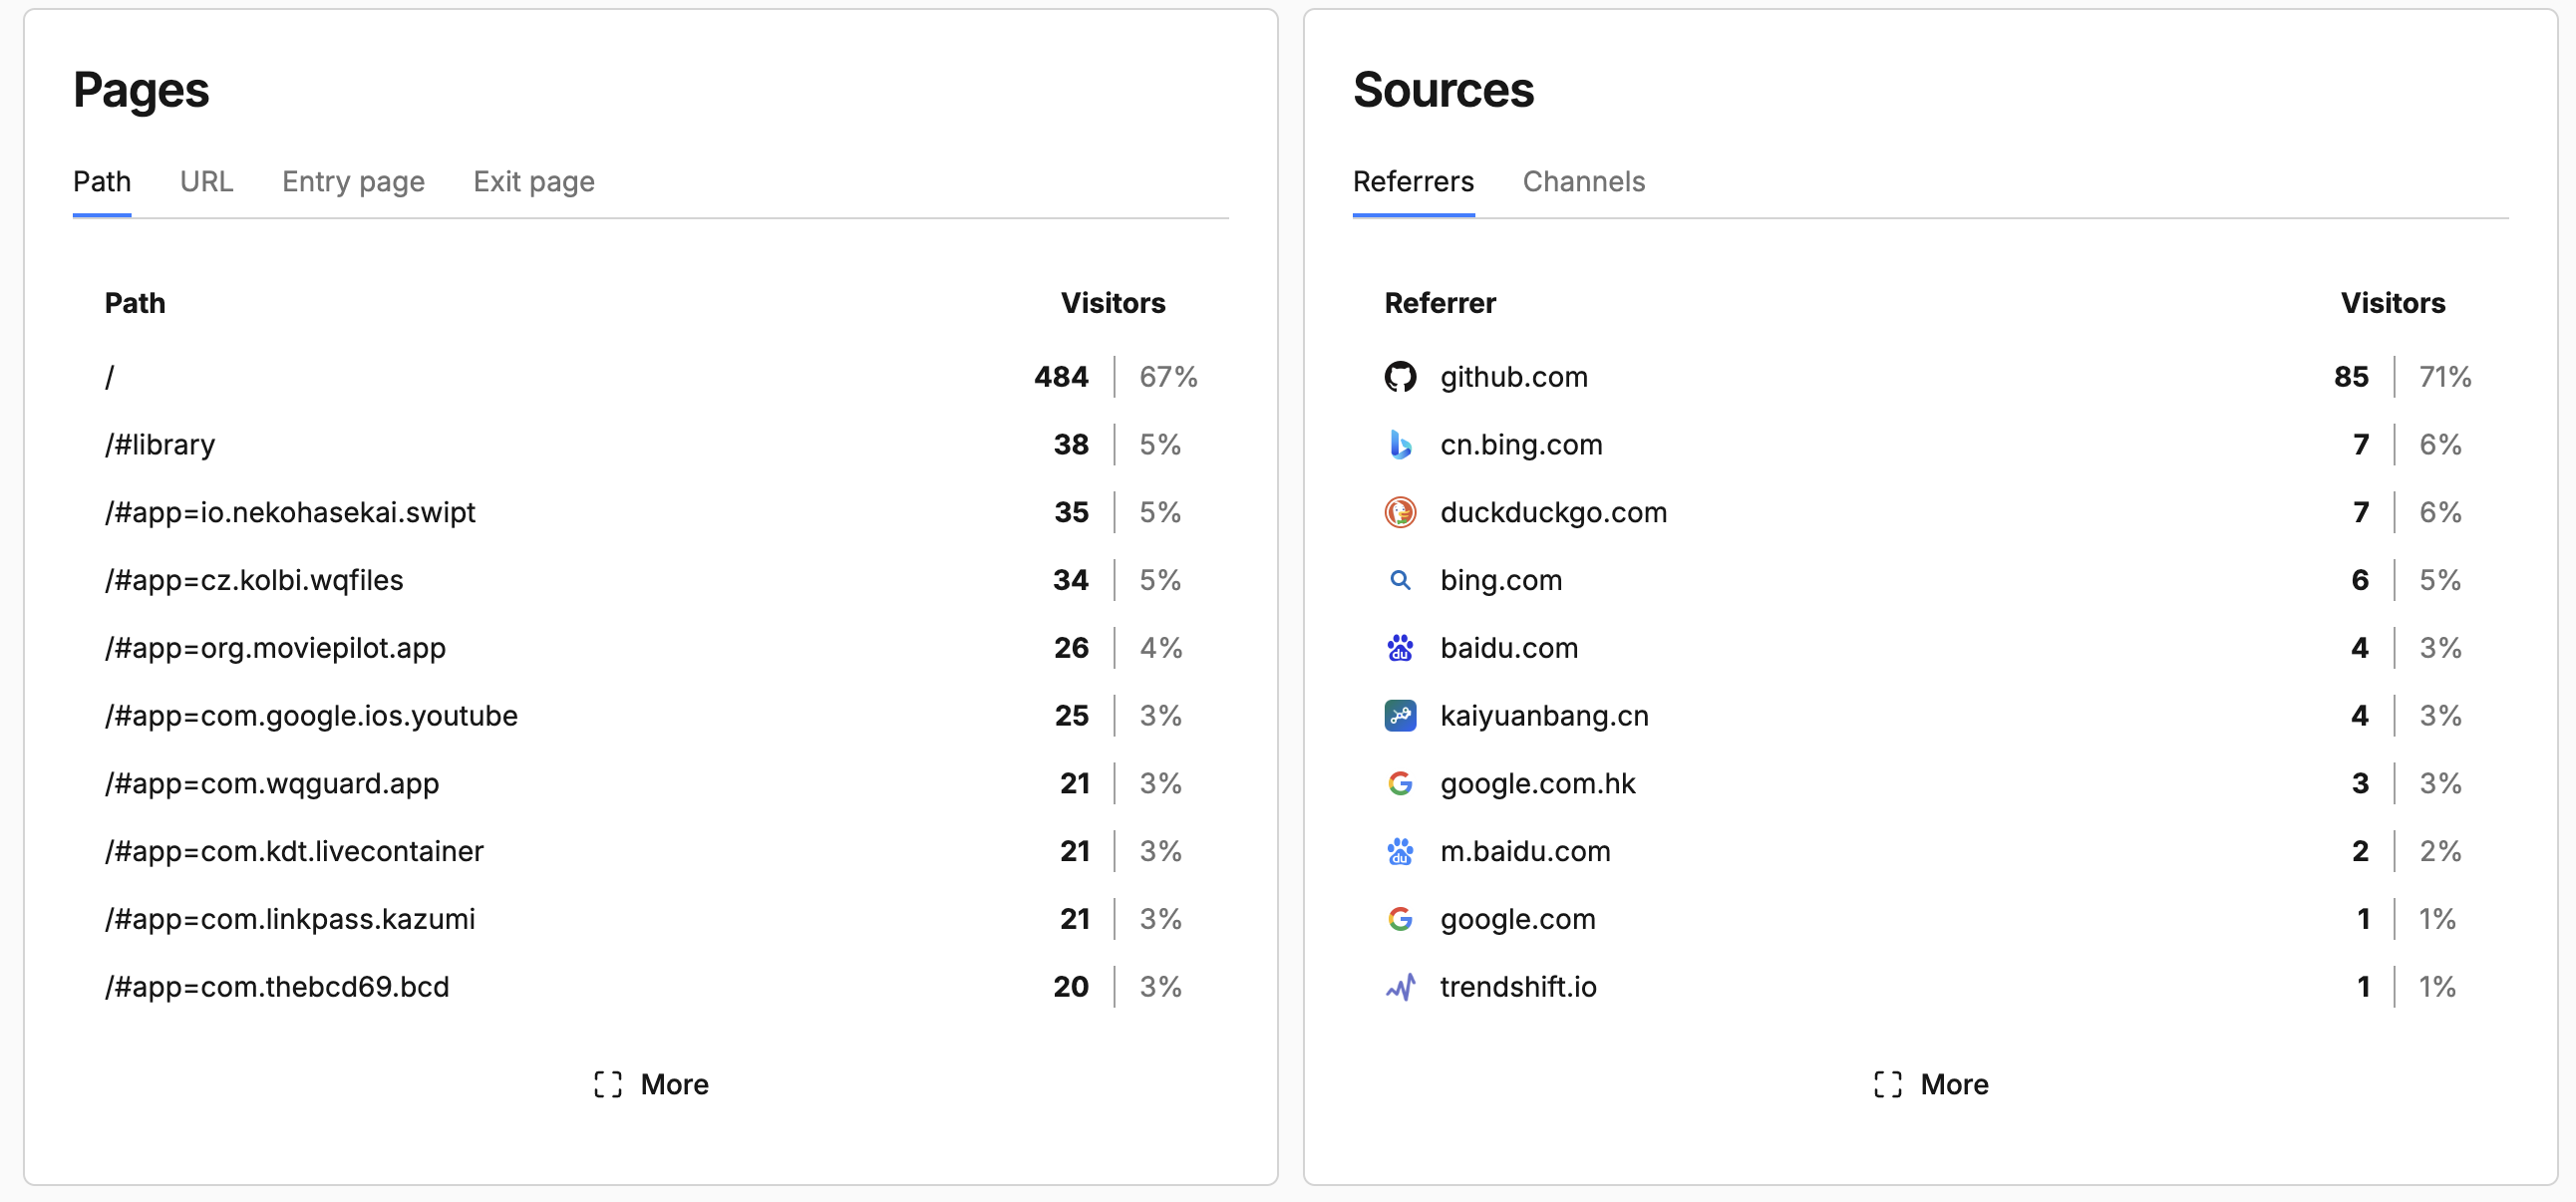 Pages
Path URL Entry page Exit page
Path Visitors
/ 484 67%
/#library 38 5%
/#app=io.nekohasekai.swipt 35 5%
/#app=cz.kolbi.wqfiles 34 5%
/#app=org.moviepilot.app 26 4%
/#app=com.google.ios.youtube 25 3%
/#app=com.wqguard.app 21 3%
/#app=com.kdt.livecontainer 21 3%
/#app=com.linkpass.kazumi 21 3%
/#app=com.thebcd69.bcd 20 3%
More
Sources
Referrers Channels
Referrer Visitors
github.com 85 71%
cn.bing.com 7 6%
duckduckgo.com 7 6%
bing.com 6 5%
du baidu.com 4 3%
kaiyuanbang.cn 4 3%
google.com.hk 3 3%
du m.baidu.com 2 2%
google.com 1 1%
trendshift.io 1 1%
More